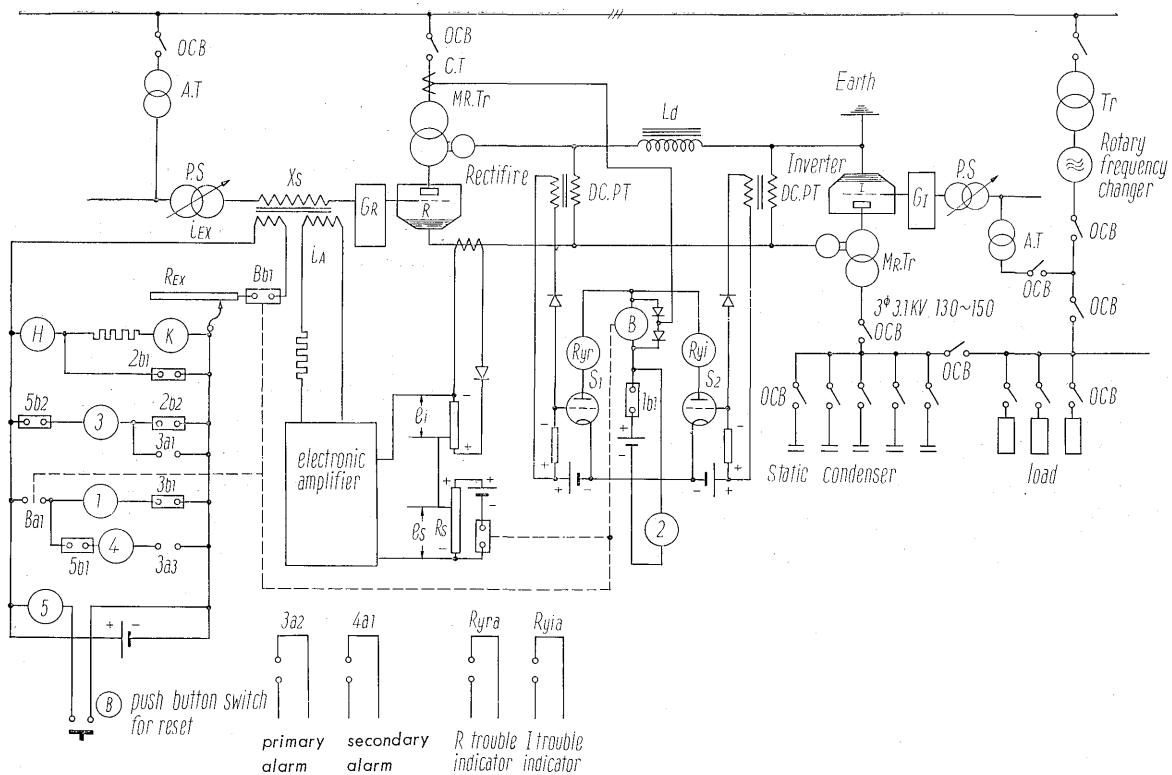 OCB
OCB
C.T
A.T
MR.Tr
Earth
Tr
Ld
Rectifire
Inverter
Rotary
frequency
changer
P.S
XS
DC.PT
DC.PT
P.S
GR
R
I
GI
iEX
iA
A.T
OCB
MR.Tr
REX
Bb1
OCB
3φ 3.1KV, 130~150
OCB
OCB
H
K
B
Ryr
Ryi
2b1
S1
S2
OCB
OCB
OCB
5b2
3
2b2
1b1
3a1
ei
electronic
amplifier
Static condenser
load
Ba1
1
3b1
RS
es
2
5b1
4
3a3
5
3a2
4a1
Ryra
Ryia
B
push button switch
for reset
primary
alarm
secondary
alarm
R trouble
indicator
I trouble
indicator